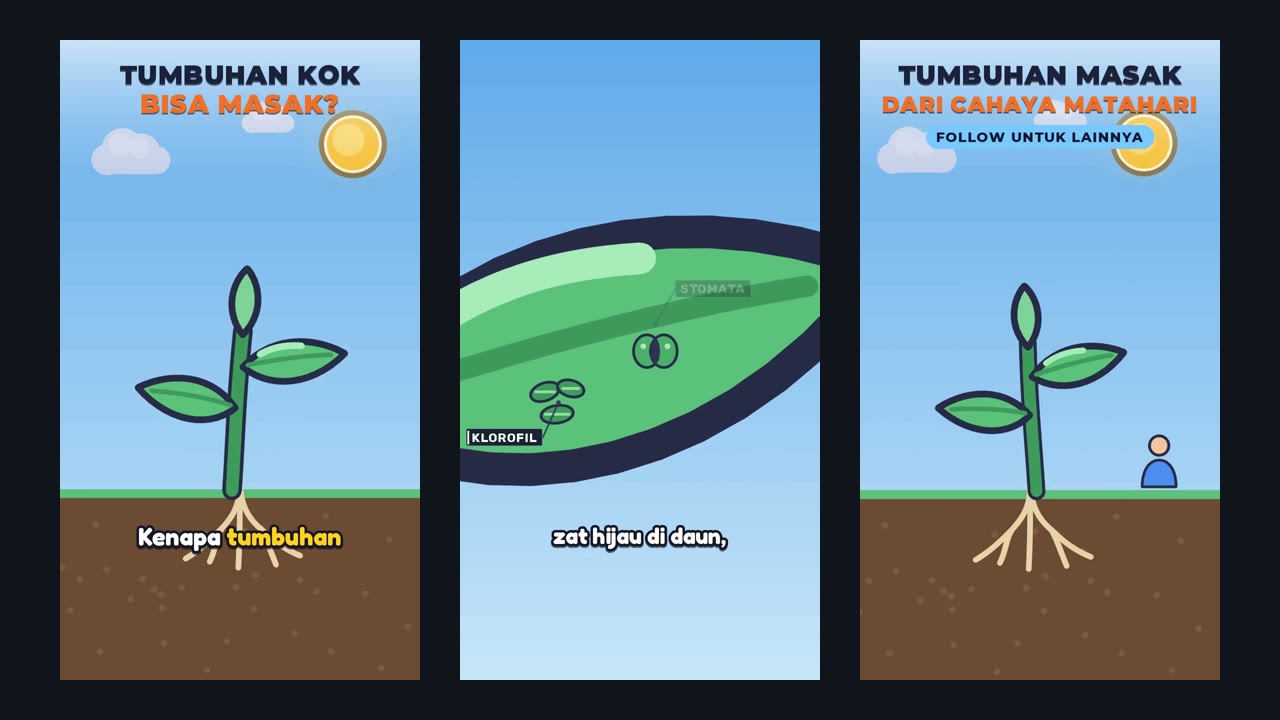 TUMBUHAN KOK
BISA MASAK?
Kenapa tumbuhan
STOMATA
KLOROFIL
zat hijau di daun,
TUMBUHAN MASAK
DARI CAHAYA MATAHARI
FOLLOW UNTUK LAINNYA